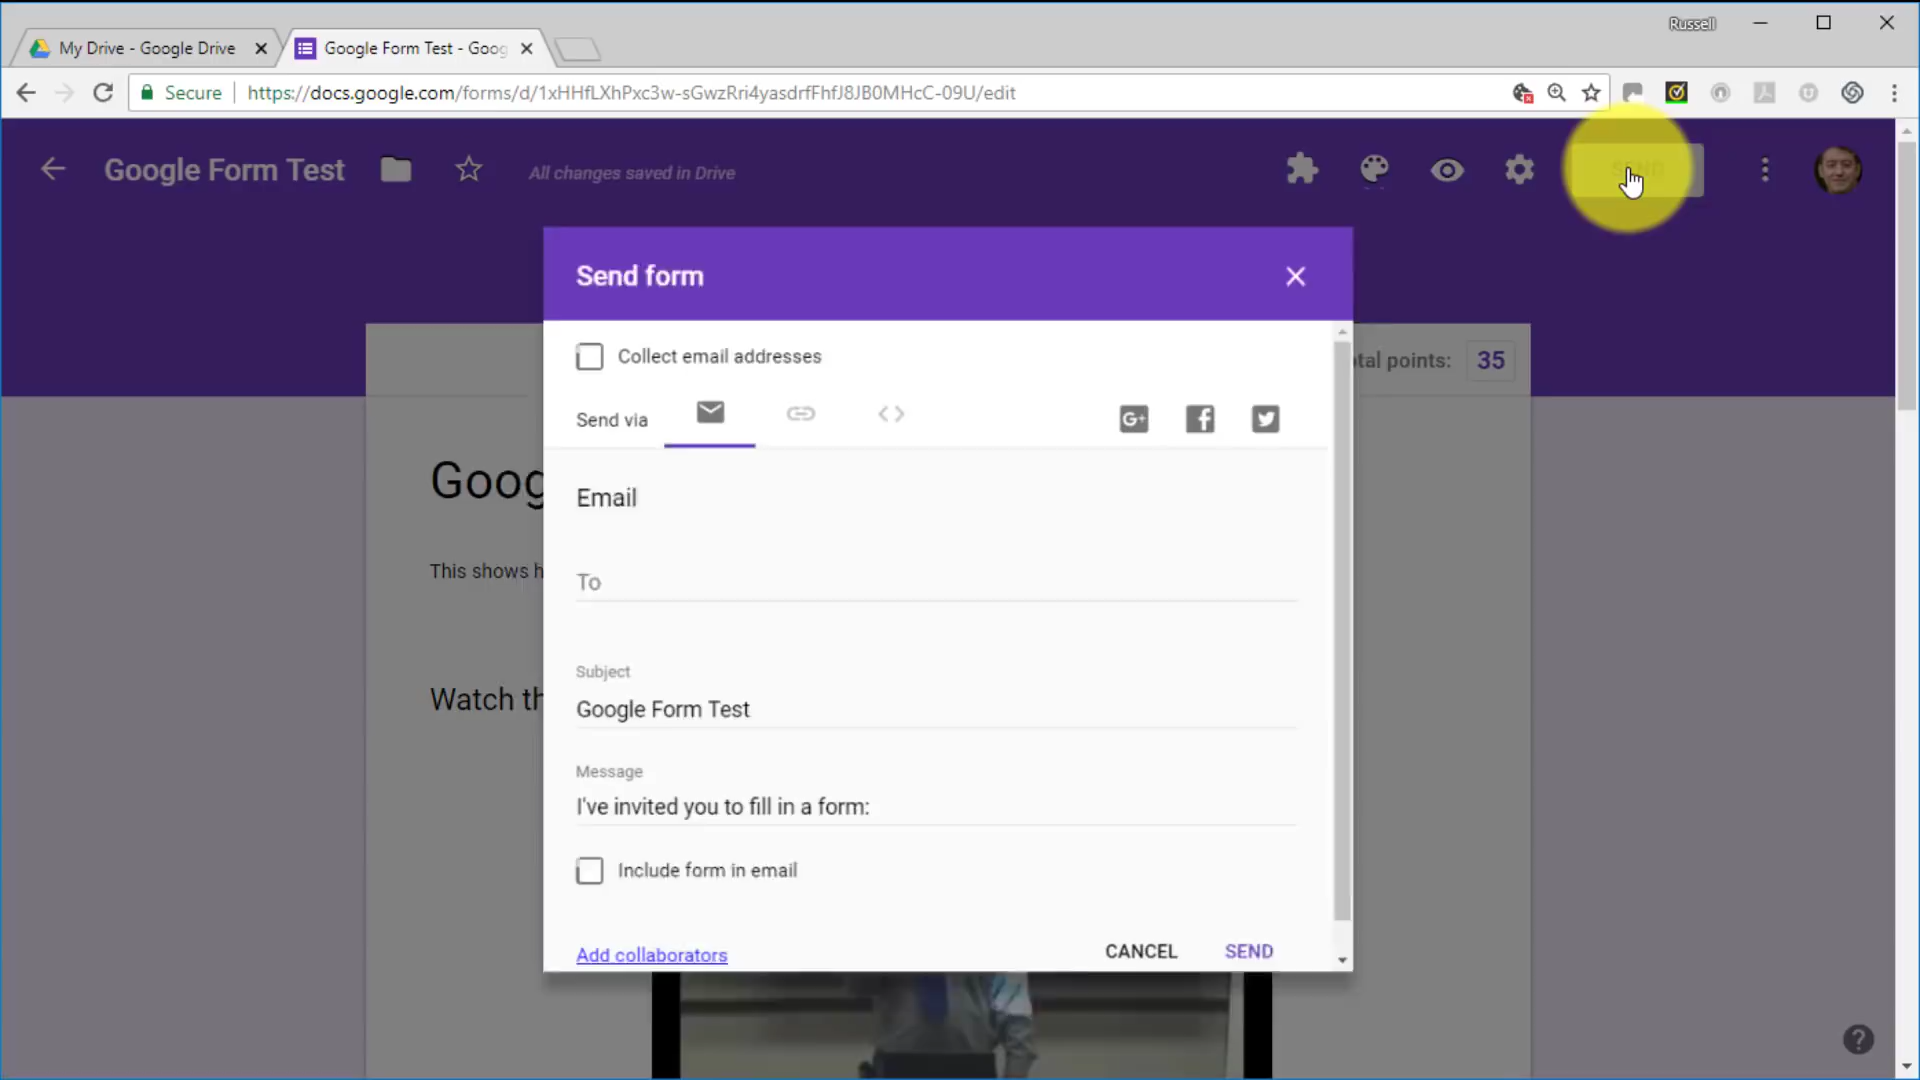 Russell
My Drive - Google Drive
Google Form Test - Goog
Secure
https://docs.google.com/forms/d/1xHHfLXhPxc3w-sGwzRri4yasdrfFhfJ8JB0MHcC-09U/edit
Google Form Test
All changes saved in Drive
SEND
Send form
Collect email addresses
tal points: 35
Send via
G+
Goog
Email
This shows h
To
Subject
Watch th
Google Form Test
Message
I've invited you to fill in a form:
Include form in email
Add collaborators
CANCEL
SEND